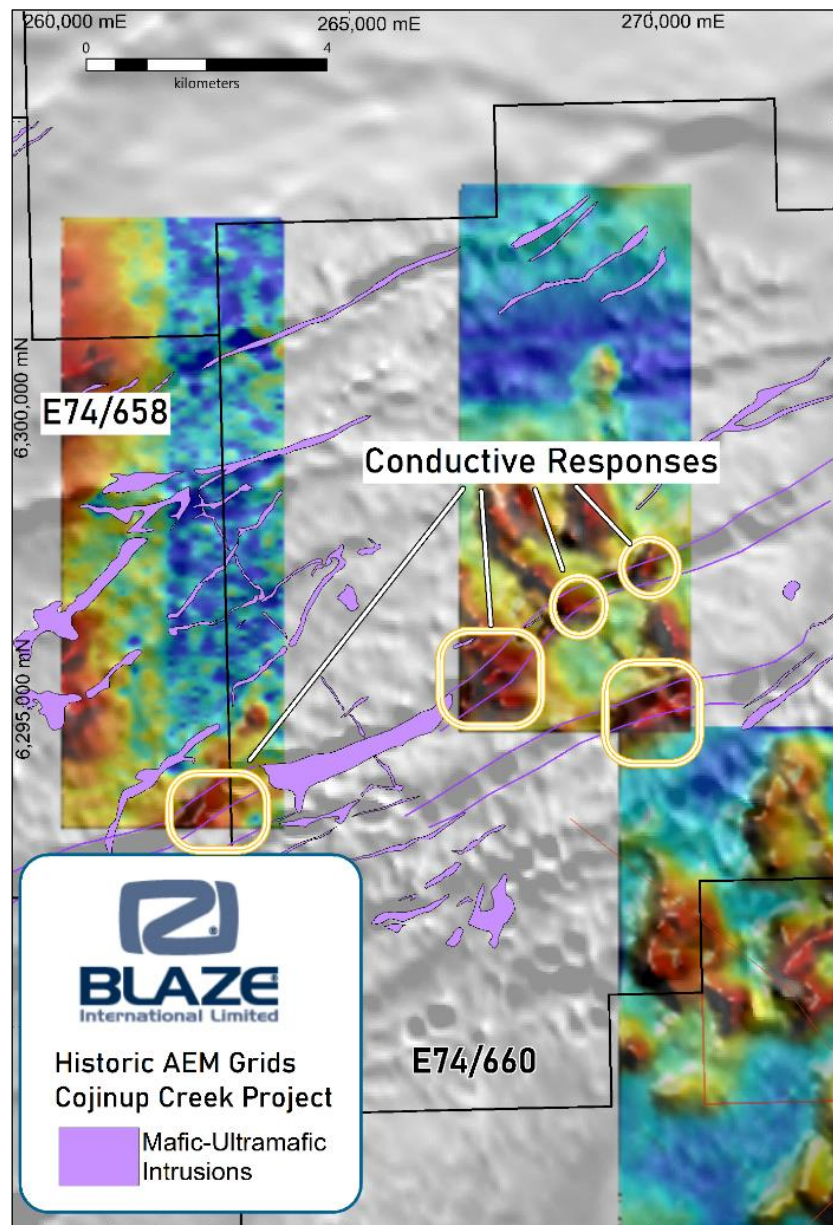 260,000 mE
265,000 mE
270,000 mE
0
4
kilometers
6,300,000 mN
E74/658
Conductive Responses
6,295,000 mN
®
BLAZE®
International Limited
Historic AEM Grids
Cojinup Creek Project
Mafic-Ultramafic
Intrusions
E74/660